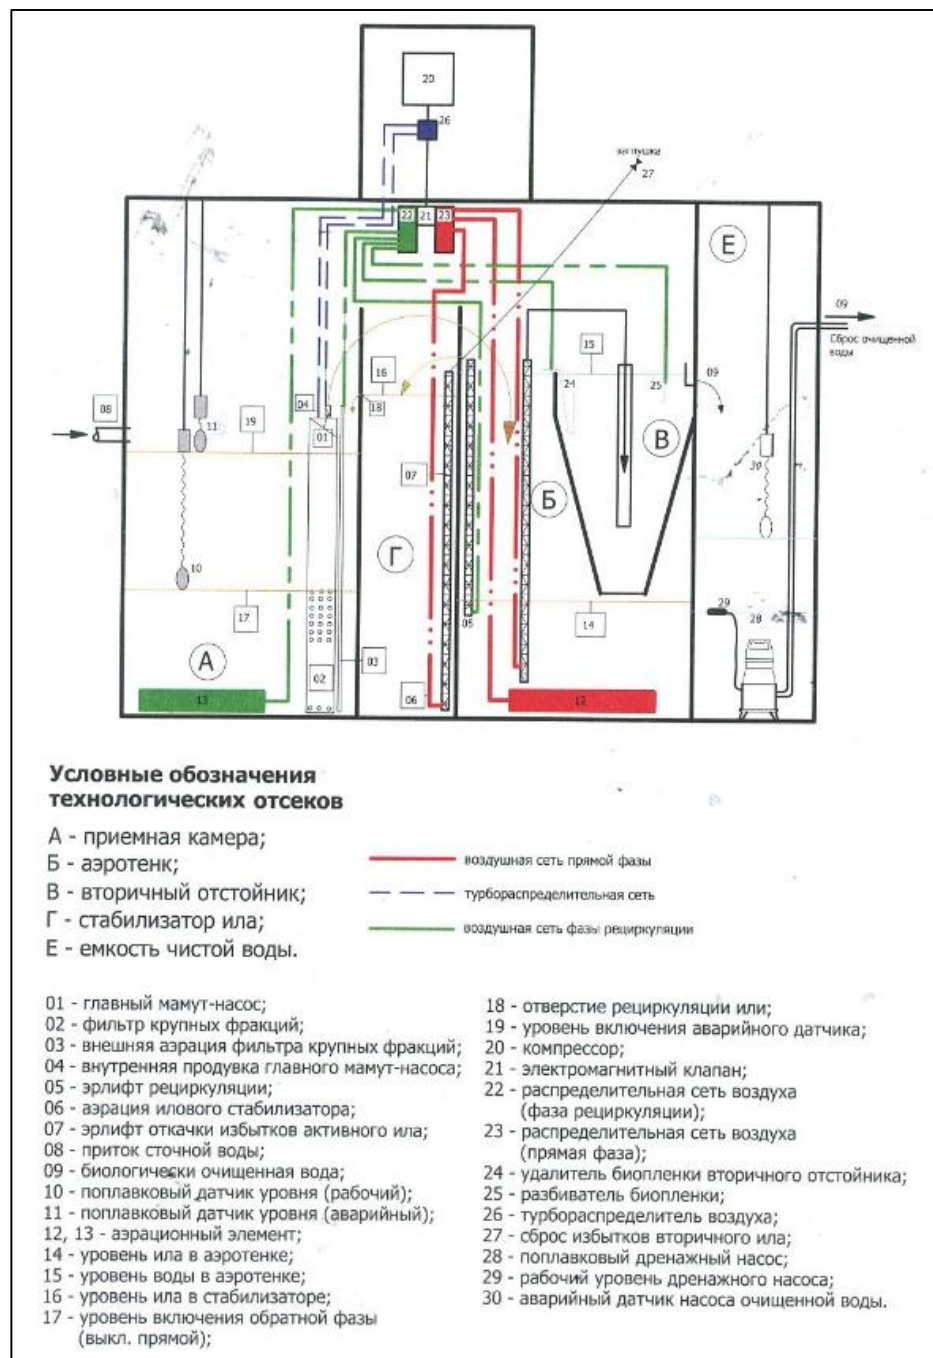 20
26
заглушка
27
22
21
23
Е
09
Сброс очищенной
воды
15
16
24
25
09
04
18
08
11
19
01
В
30
07
Б
Г
10
17
14
05
29
28
А
03
02
06
13
12
Условные обозначения
технологических отсеков
А - приемная камера;
Б - аэротенк;
В - вторичный отстойник;
Г - стабилизатор ила;
Е - емкость чистой воды.
воздушная сеть прямой фазы
турбораспределительная сеть
воздушная сеть фазы рециркуляции
01 - главный мамут-насос;
02 - фильтр крупных фракций;
03 - внешняя аэрация фильтра крупных фракций;
04 - внутренняя продувка главного мамут-насоса;
05 - эрлифт рециркуляции;
06 - аэрация илового стабилизатора;
07 - эрлифт откачки избытков активного ила;
08 - приток сточной воды;
09 - биологически очищенная вода;
10 - поплавковый датчик уровня (рабочий);
11 - поплавковый датчик уровня (аварийный);
12, 13 - аэрационный элемент;
14 - уровень ила в аэротенке;
15 - уровень воды в аэротенке;
16 - уровень ила в стабилизаторе;
17 - уровень включения обратной фазы
(выкл. прямой);
18 - отверстие рециркуляции или;
19 - уровень включения аварийного датчика;
20 - компрессор;
21 - электромагнитный клапан;
22 - распределительная сеть воздуха
(фаза рециркуляции);
23 - распределительная сеть воздуха
(прямая фаза);
24 - удалитель биопленки вторичного отстойника;
25 - разбиватель биопленки;
26 - турбораспределитель воздуха;
27 - сброс избытков вторичного ила;
28 - поплавковый дренажный насос;
29 - рабочий уровень дренажного насоса;
30 - аварийный датчик насоса очищенной воды.